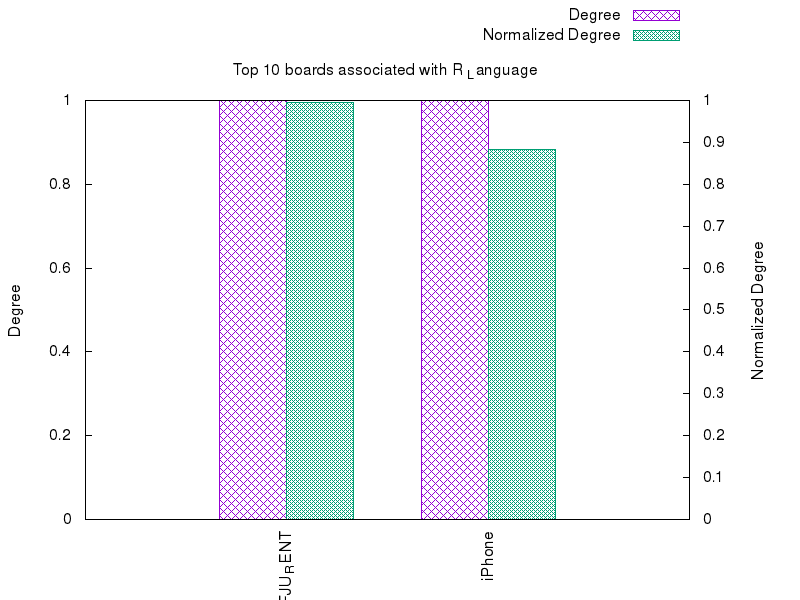 Degree
Normalized Degree
Top 10 boards associated with R L anguage
1
0.8
0.6
0.4
0.2
0
1
0.9
0.8
0.7
0.6
0.5
0.4
0.3
0.2
0.1
0
Degree
Normalized Degree
FJURENT
iPhone